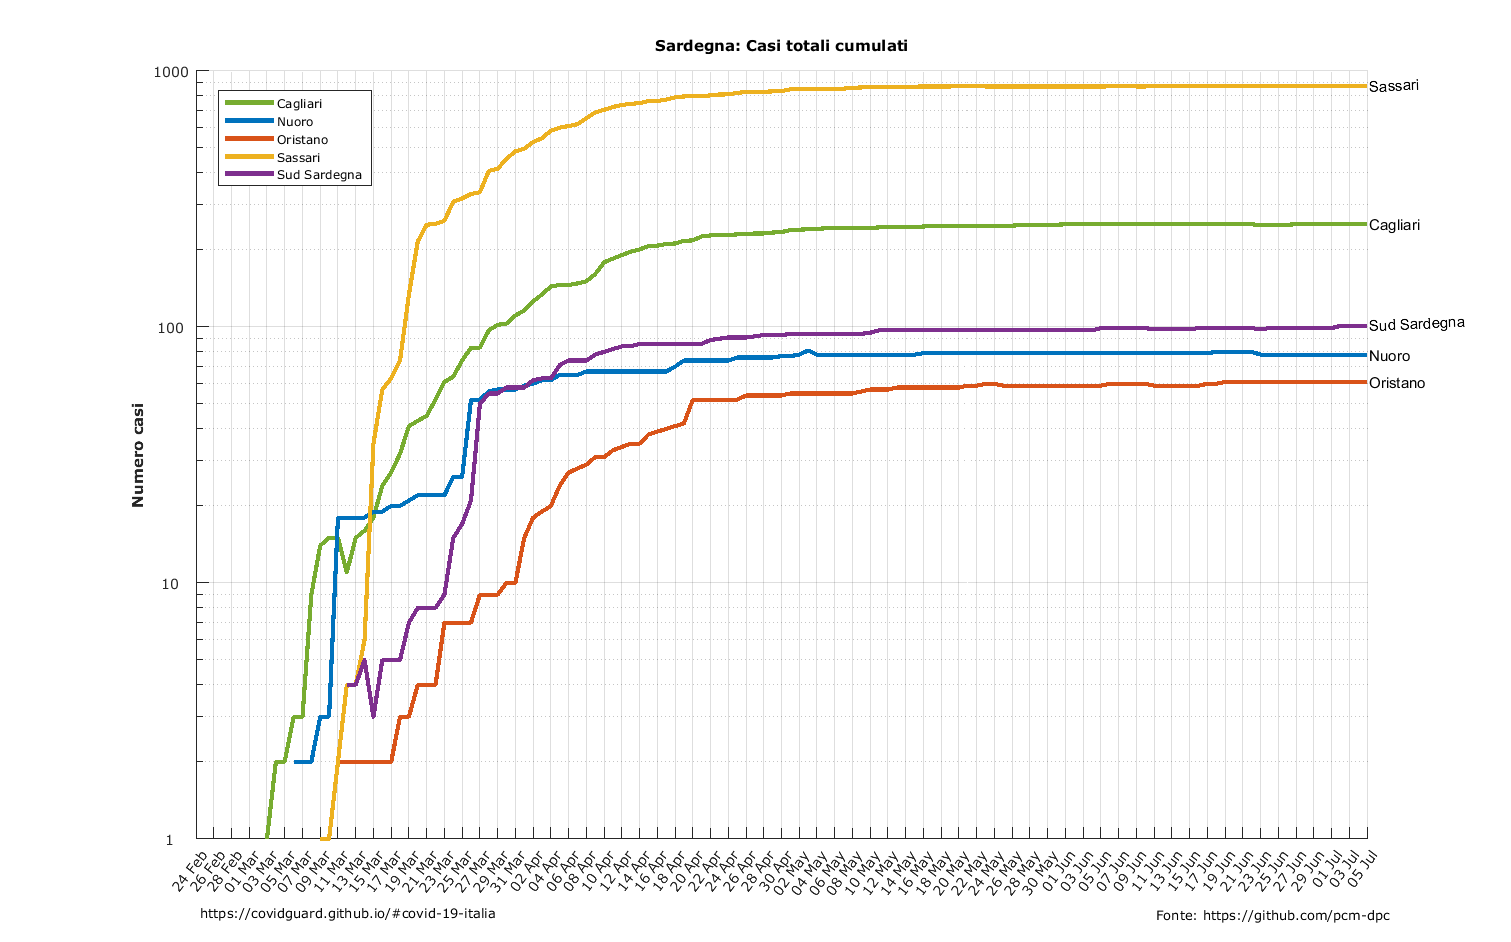 Sardegna: Casi totali cumulati
1000
100
10
1
Numero casi
Cagliari
Nuoro
Oristano
Sassari
Sud Sardegna
Sassari
Cagliari
Sud Sardegna
Nuoro
Oristano
24 Feb
26 Feb
28 Feb
01 Mar
03 Mar
05 Mar
07 Mar
09 Mar
11 Mar
13 Mar
15 Mar
17 Mar
19 Mar
21 Mar
23 Mar
25 Mar
27 Mar
29 Mar
31 Mar
02 Apr
04 Apr
06 Apr
08 Apr
10 Apr
12 Apr
14 Apr
16 Apr
18 Apr
20 Apr
22 Apr
24 Apr
26 Apr
28 Apr
30 Apr
02 May
04 May
06 May
08 May
10 May
12 May
14 May
16 May
18 May
20 May
22 May
24 May
26 May
28 May
30 May
01 Jun
03 Jun
05 Jun
07 Jun
09 Jun
11 Jun
13 Jun
15 Jun
17 Jun
19 Jun
21 Jun
23 Jun
25 Jun
27 Jun
29 Jun
01 Jul
03 Jul
05 Jul
https://covidguard.github.io/#covid-19-italia
Fonte: https://github.com/pcm-dpc